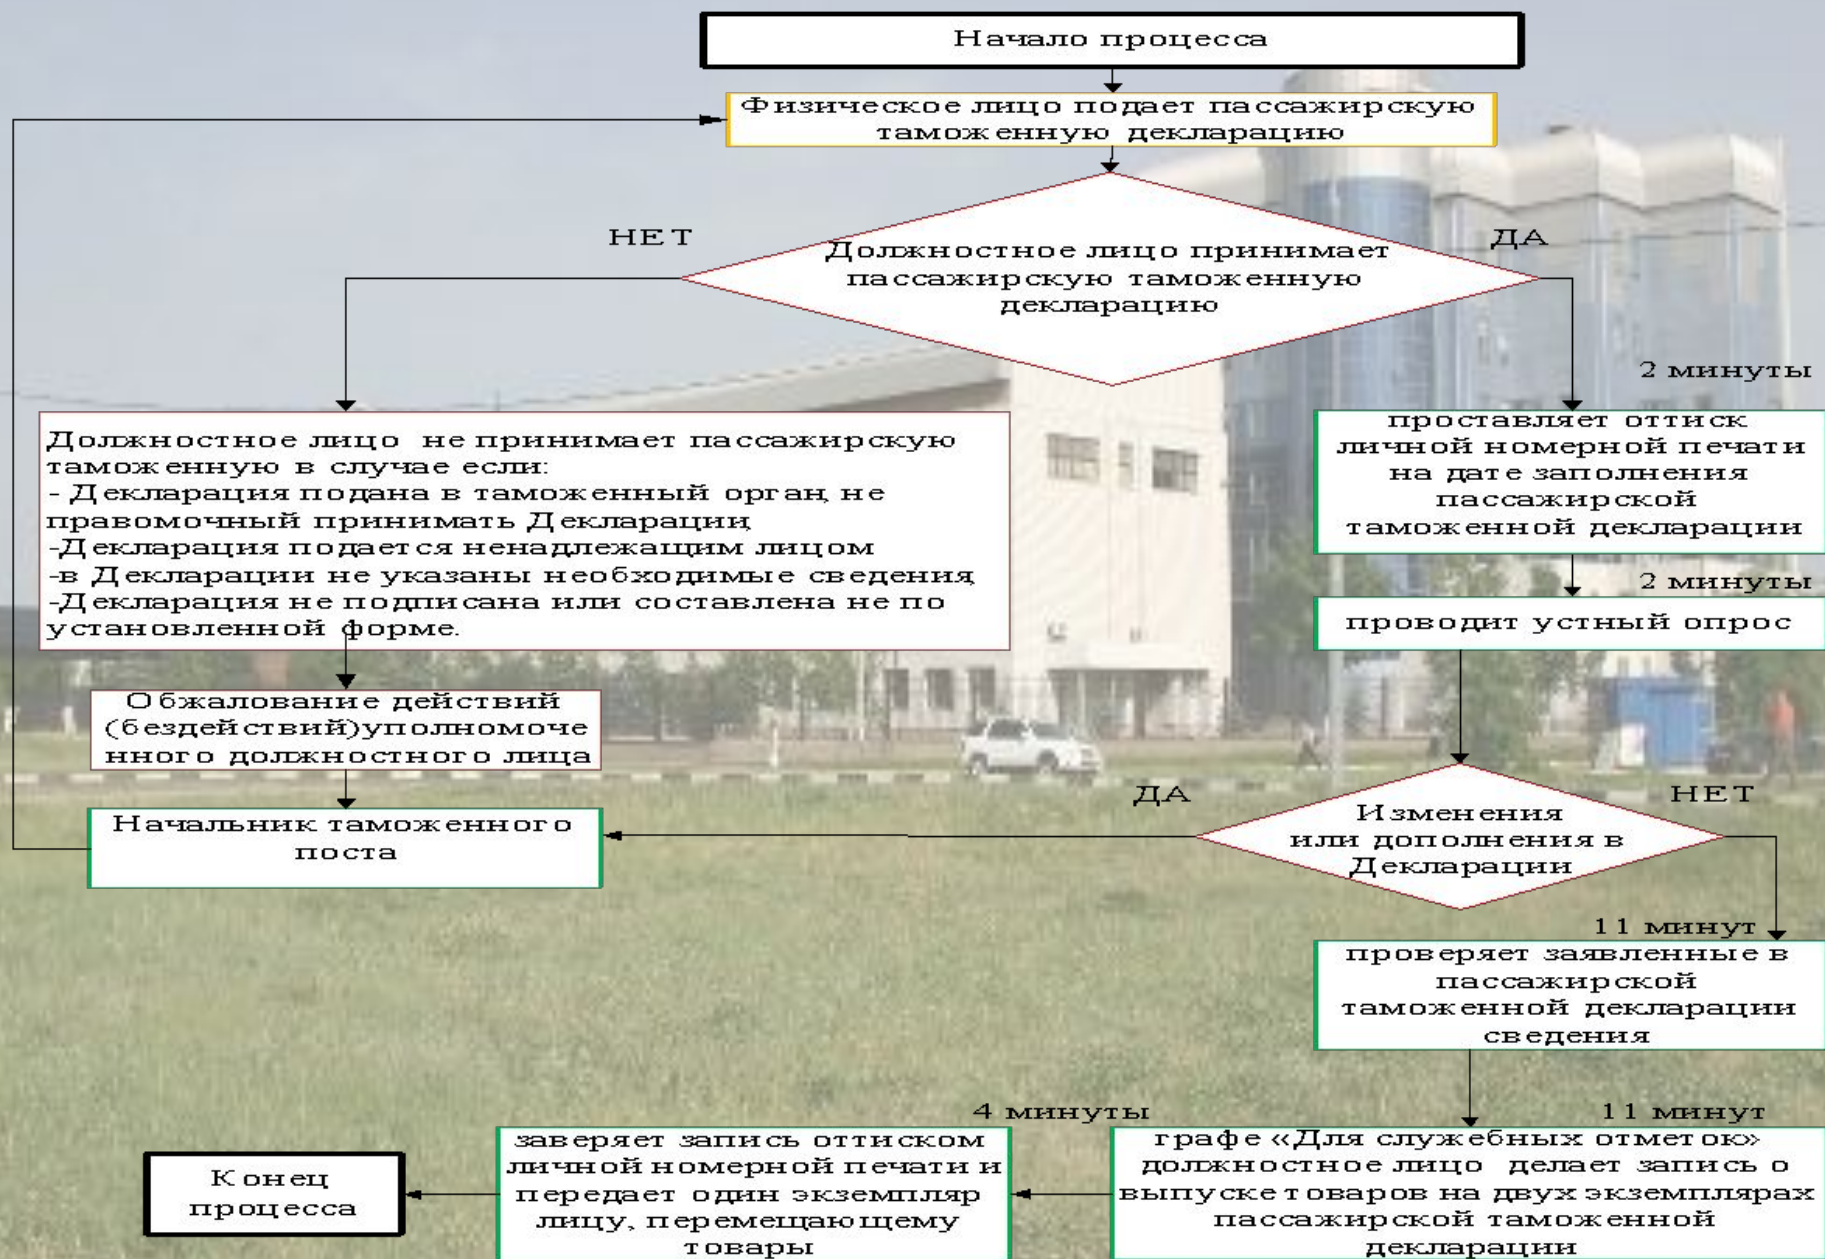 Начало процесса
Физическое лицо подает пассажирскую
таможенную декларацию
НЕТ
ДА
Должностное лицо принимает
пассажирскую таможенную
декларацию
2 минуты
Должностное лицо не принимает пассажирскую
таможенную в случае если:
- Декларация подана в таможенный орган, не
правомочный принимать Декларации,
-Декларация подается ненадлежащим лицом
-в Декларации не указаны необходимые сведения,
-Декларация не подписана или составлена не по
установленной форме.
проставляет оттиск
личной номерной печати
на дате заполнения
пассажирской
таможенной декларации
2 минуты
проводит устный опрос
Обжалование действий
(бездействий)уполномоче
нного должностного лица
Начальник таможенного
поста
ДА
НЕТ
Изменения
или дополнения в
Декларации
11 минут
проверяет заявленные в
пассажирской
таможенной декларации
сведения
11 минут
графе «Для служебных отметок»
должностное лицо делает запись о
выпуске товаров на двух экземплярах
пассажирской таможенной
декларации
4 минуты
заверяет запись оттиском
личной номерной печати и
передает один экземпляр
лицу, перемещающему
товары
Конец
процесса